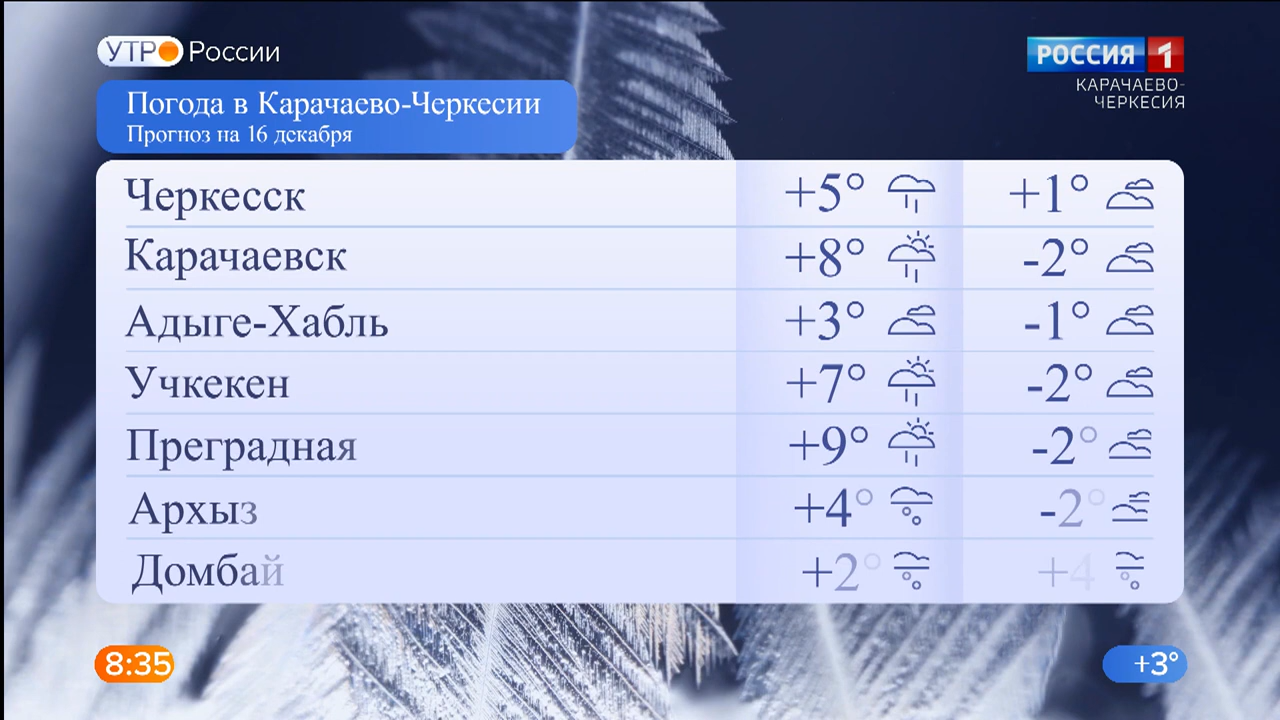 УТРО России
РОССИЯ 1
КАРАЧАЕВО-
ЧЕРКЕСИЯ
Погода в Карачаево-Черкесии
Прогноз на 16 декабря
Черкесск +5° +1°
Карачаевск +8° -2°
Адыге-Хабль +3° -1°
Учкекен +7° -2°
Преградная +9° -2°
Архыз +4° -2°
Домбай +2° +4
8:35
+3°